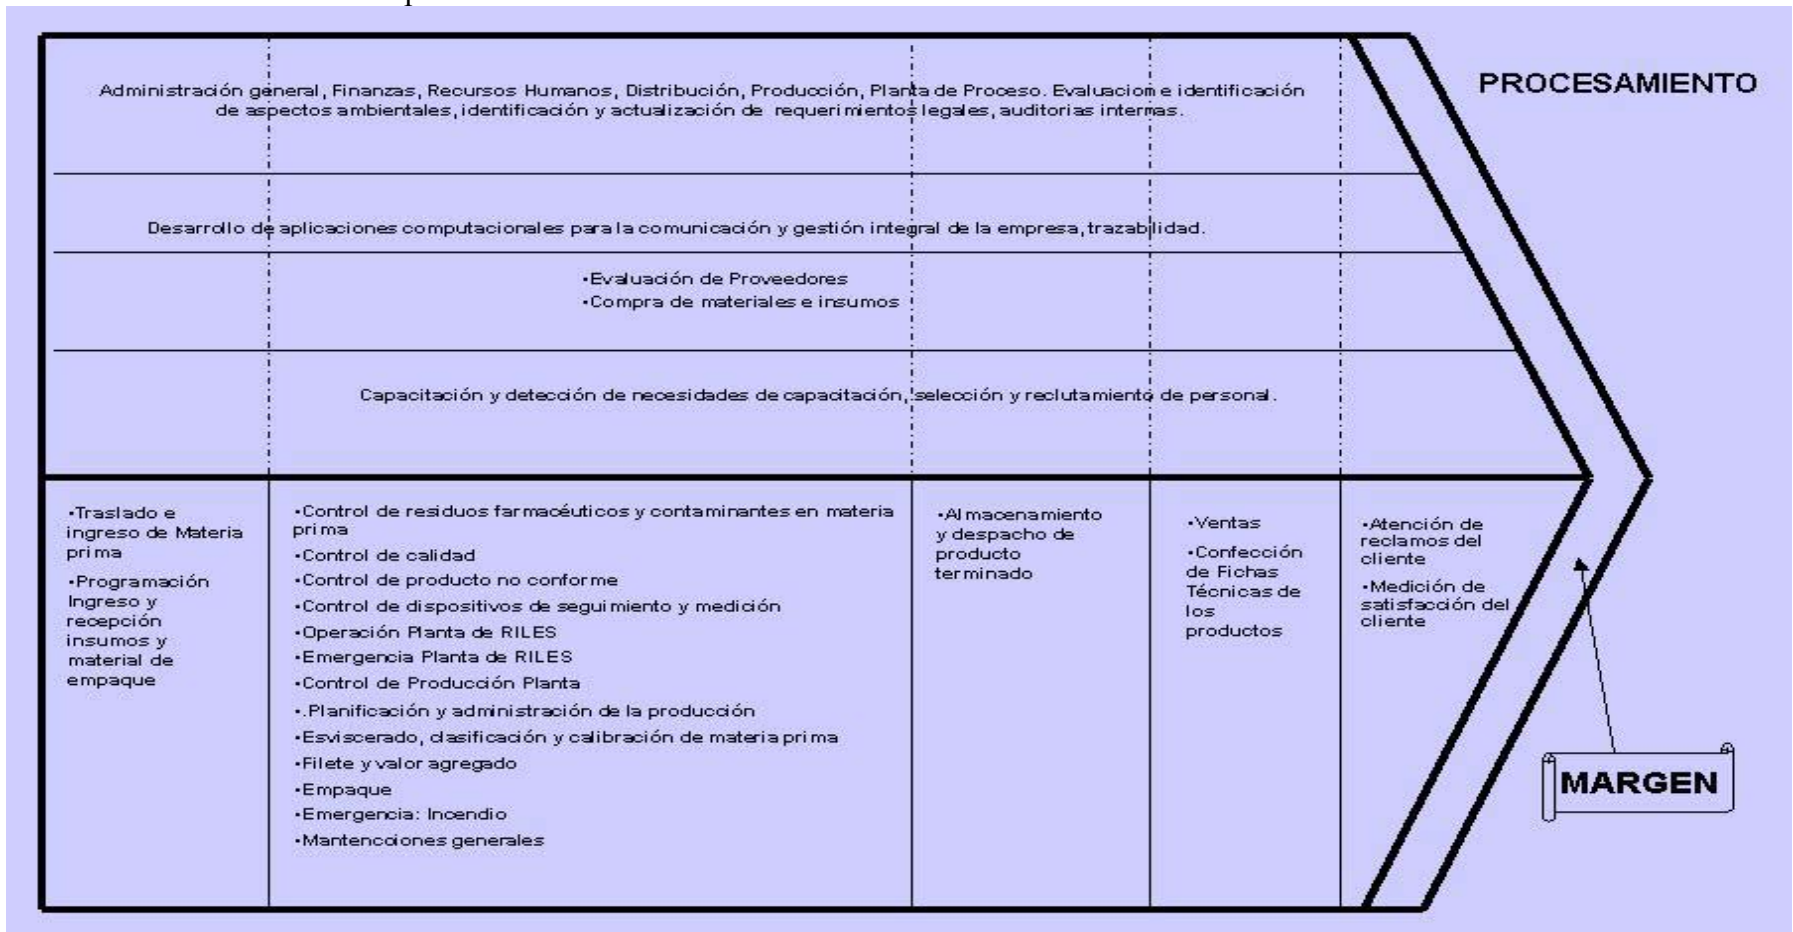 PROCESAMIENTO
Administración general, Finanzas, Recursos Humanos, Distribución, Producción, Planta de Proceso. Evaluacion e identificación
de aspectos ambientales, identificación y actualización de requerimientos legales, auditorias internas.
Desarrollo de aplicaciones computacionales para la comunicación y gestión integral de la empresa, trazabilidad.
•Evaluación de Proveedores
•Compra de materiales e insumos
Capacitación y detección de necesidades de capacitación, selección y reclutamiento de personal.
•Traslado e
ingreso de Materia
prima
•Programación
Ingreso y
recepción
insumos y
material de
empaque
•Control de residuos farmacéuticos y contaminantes en materia
prima
•Control de calidad
•Control de producto no conforme
•Control de dispositivos de seguimiento y medición
•Operación Planta de RILES
•Emergencia Planta de RILES
•Control de Producción Planta
•.Planificación y administración de la producción
•Esviscerado, clasificación y calibración de materia prima
•Filete y valor agregado
•Empaque
•Emergencia: Incendio
•Mantencciones generales
•Almacenamiento
y despacho de
producto
terminado
•Ventas
•Confección
de Fichas
Técnicas de
los
productos
•Atención de
reclamos del
cliente
•Medición de
satisfacción del
cliente
MARGEN